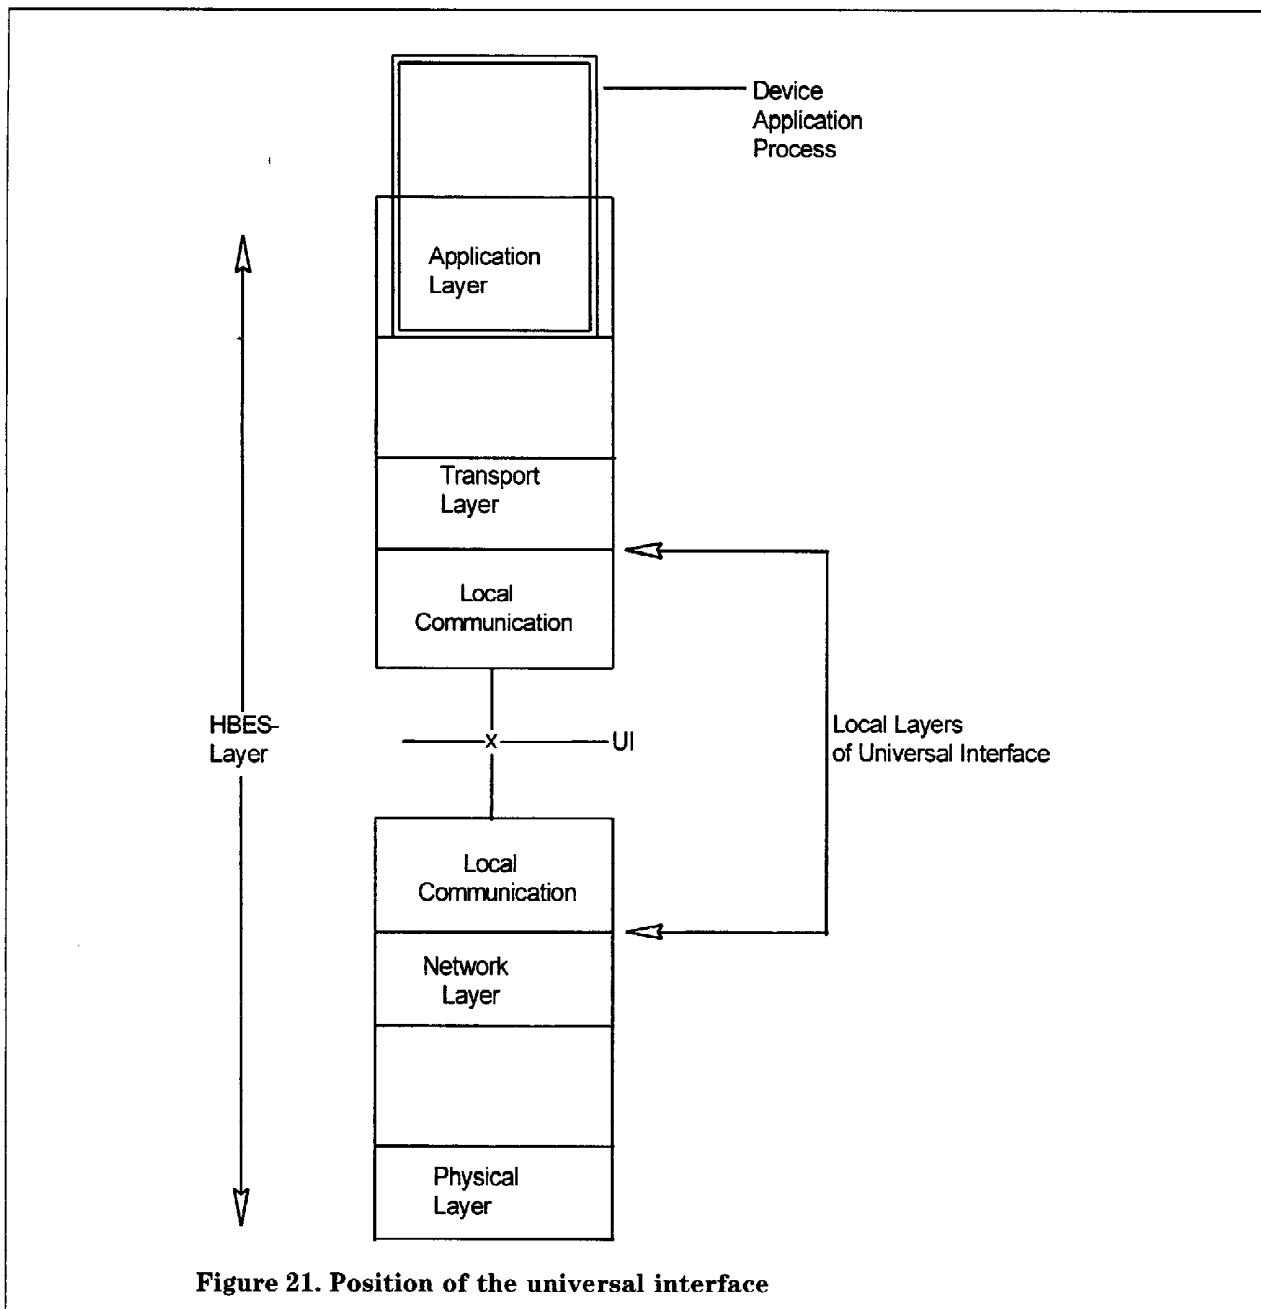 Device
Application
Process
Application
Layer
Transport
Layer
Local
Communication
HBES-
Layer
x
UI
Local Layers
of Universal Interface
Local
Communication
Network
Layer
Physical
Layer
Figure 21. Position of the universal interface